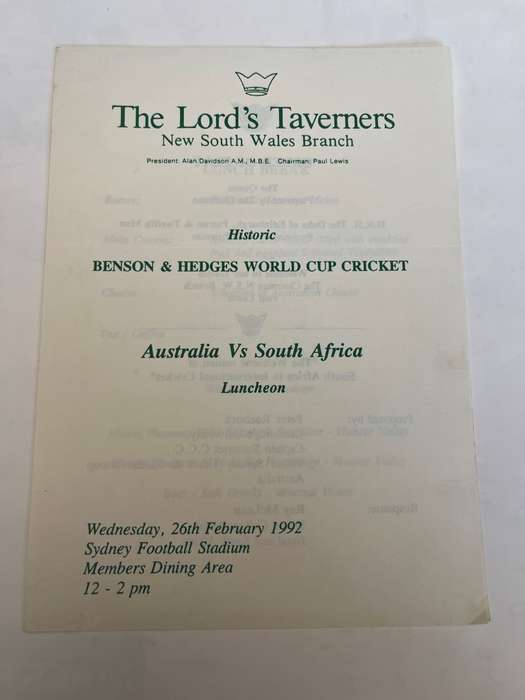 The Lord's Taverners
New South Wales Branch
President: Alan Davidson A.M., M.B.E. Chairman: Paul Lewis
Historic
BENSON & HEDGES WORLD CUP CRICKET
Australia Vs South Africa
Luncheon
Wednesday, 26th February 1992
Sydney Football Stadium
Members Dining Area
12 - 2 pm